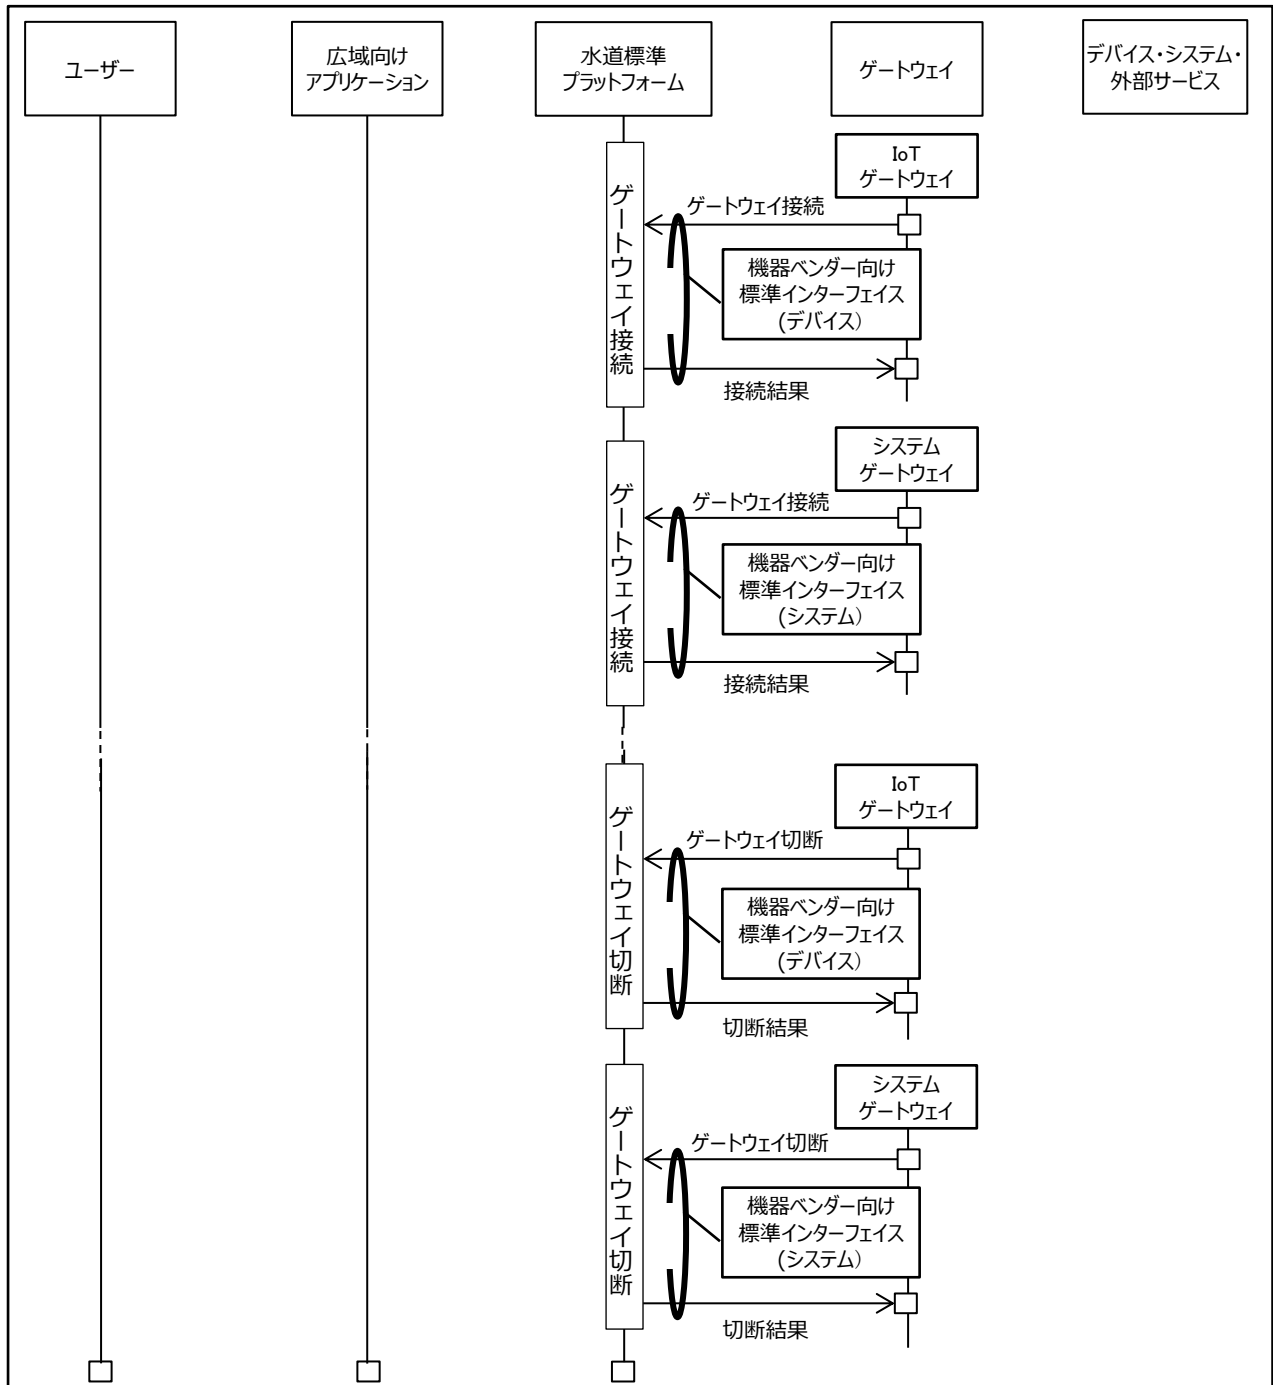 ユーザー
広域向け
アプリケーション
水道標準
プラットフォーム
ゲートウェイ
デバイス・システム・
外部サービス
IoT
ゲートウェイ
ゲートウェイ接続
ゲートウェイ接続
機器ベンダー向け
標準インターフェイス
(デバイス)
接続結果
システム
ゲートウェイ
ゲートウェイ接続
ゲートウェイ接続
機器ベンダー向け
標準インターフェイス
(システム)
接続結果
IoT
ゲートウェイ
ゲートウェイ切断
ゲートウェイ切断
機器ベンダー向け
標準インターフェイス
(デバイス)
切断結果
システム
ゲートウェイ
ゲートウェイ切断
ゲートウェイ切断
機器ベンダー向け
標準インターフェイス
(システム)
切断結果